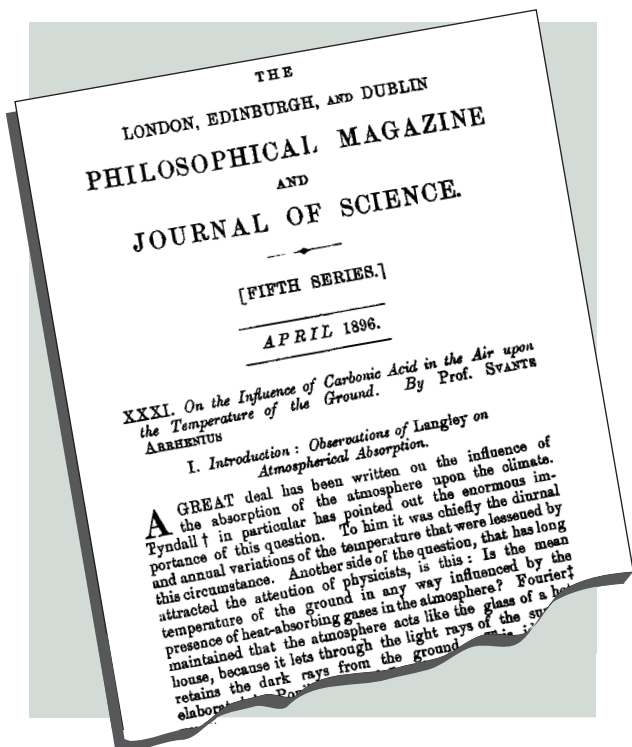 THE
LONDON, EDINBURGH, AND DUBLIN
PHILOSOPHICAL MAGAZINE
AND
JOURNAL OF SCIENCE.
[FIFTH SERIES.]
APRIL 1896.
XXXI. On the Influence of Carbonic Acid in the Air upon
the Temperature of the Ground. By Prof. SVANTE
ARRHENIUS
I. Introduction: Observations of Langley on
Atmospherical Absorption.
A GREAT deal has been written on the influence of
the absorption of the atmosphere upon the climate.
Tyndall † in particular has pointed out the enormous im-
portance of this question. To him it was chiefly the diurnal
and annual variations of the temperature that were lessened by
this circumstance. Another side of the question, that has long
attracted the attention of physicists, is this: Is the mean
temperature of the ground in any way influenced by the
presence of heat-absorbing gases in the atmosphere? Fourier‡
maintained that the atmosphere acts like the glass of a
house, because it lets through the light rays of the
retains the dark rays from the ground.